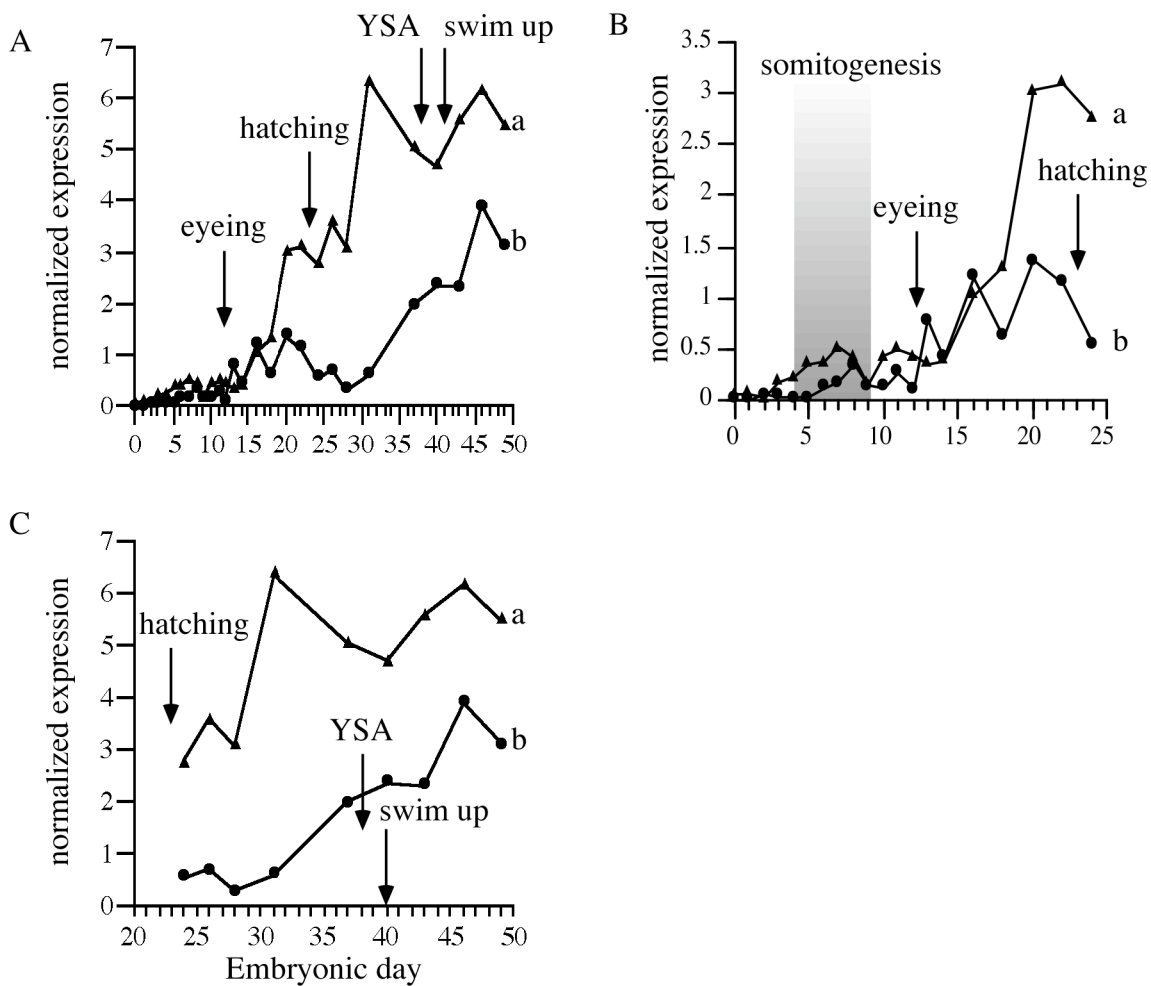 A
YSA swim up
hatching
eyeing
normalized expression
7
6
5
4
3
2
1
0
a
b
0 5 10 15 20 25 30 35 40 45 50
B
somitogenesis
eyeing
hatching
normalized expression
3.5
3
2.5
2
1.5
1
0.5
0
a
b
0 5 10 15 20 25
C
hatching
YSA
swim up
normalized expression
7
6
5
4
3
2
1
0
a
b
20 25 30 35 40 45 50
Embryonic day